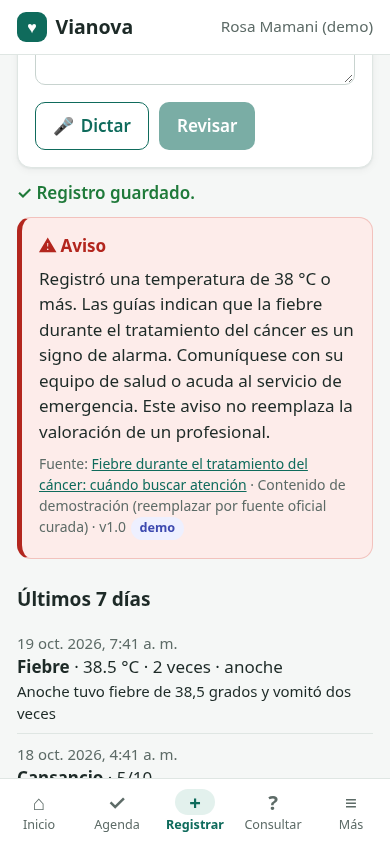 Vianova
Rosa Mamani (demo)
🎤 Dictar
Revisar
✓ Registro guardado.
⚠ Aviso
Registró una temperatura de 38 °C o
más. Las guías indican que la fiebre
durante el tratamiento del cáncer es un
signo de alarma. Comuníquese con su
equipo de salud o acuda al servicio de
emergencia. Este aviso no reemplaza la
valoración de un profesional.
Fuente: Fiebre durante el tratamiento del
cáncer: cuándo buscar atención · Contenido de
demostración (reemplazar por fuente oficial
curada) · v1.0 demo
Últimos 7 días
19 oct. 2026, 7:41 a. m.
Fiebre · 38.5 °C · 2 veces · anoche
Anoche tuvo fiebre de 38,5 grados y vomitó dos
veces
18 oct. 2026, 4:41 a. m.
Cansancio · 5/10
Inicio
Agenda
Registrar
Consultar
Más